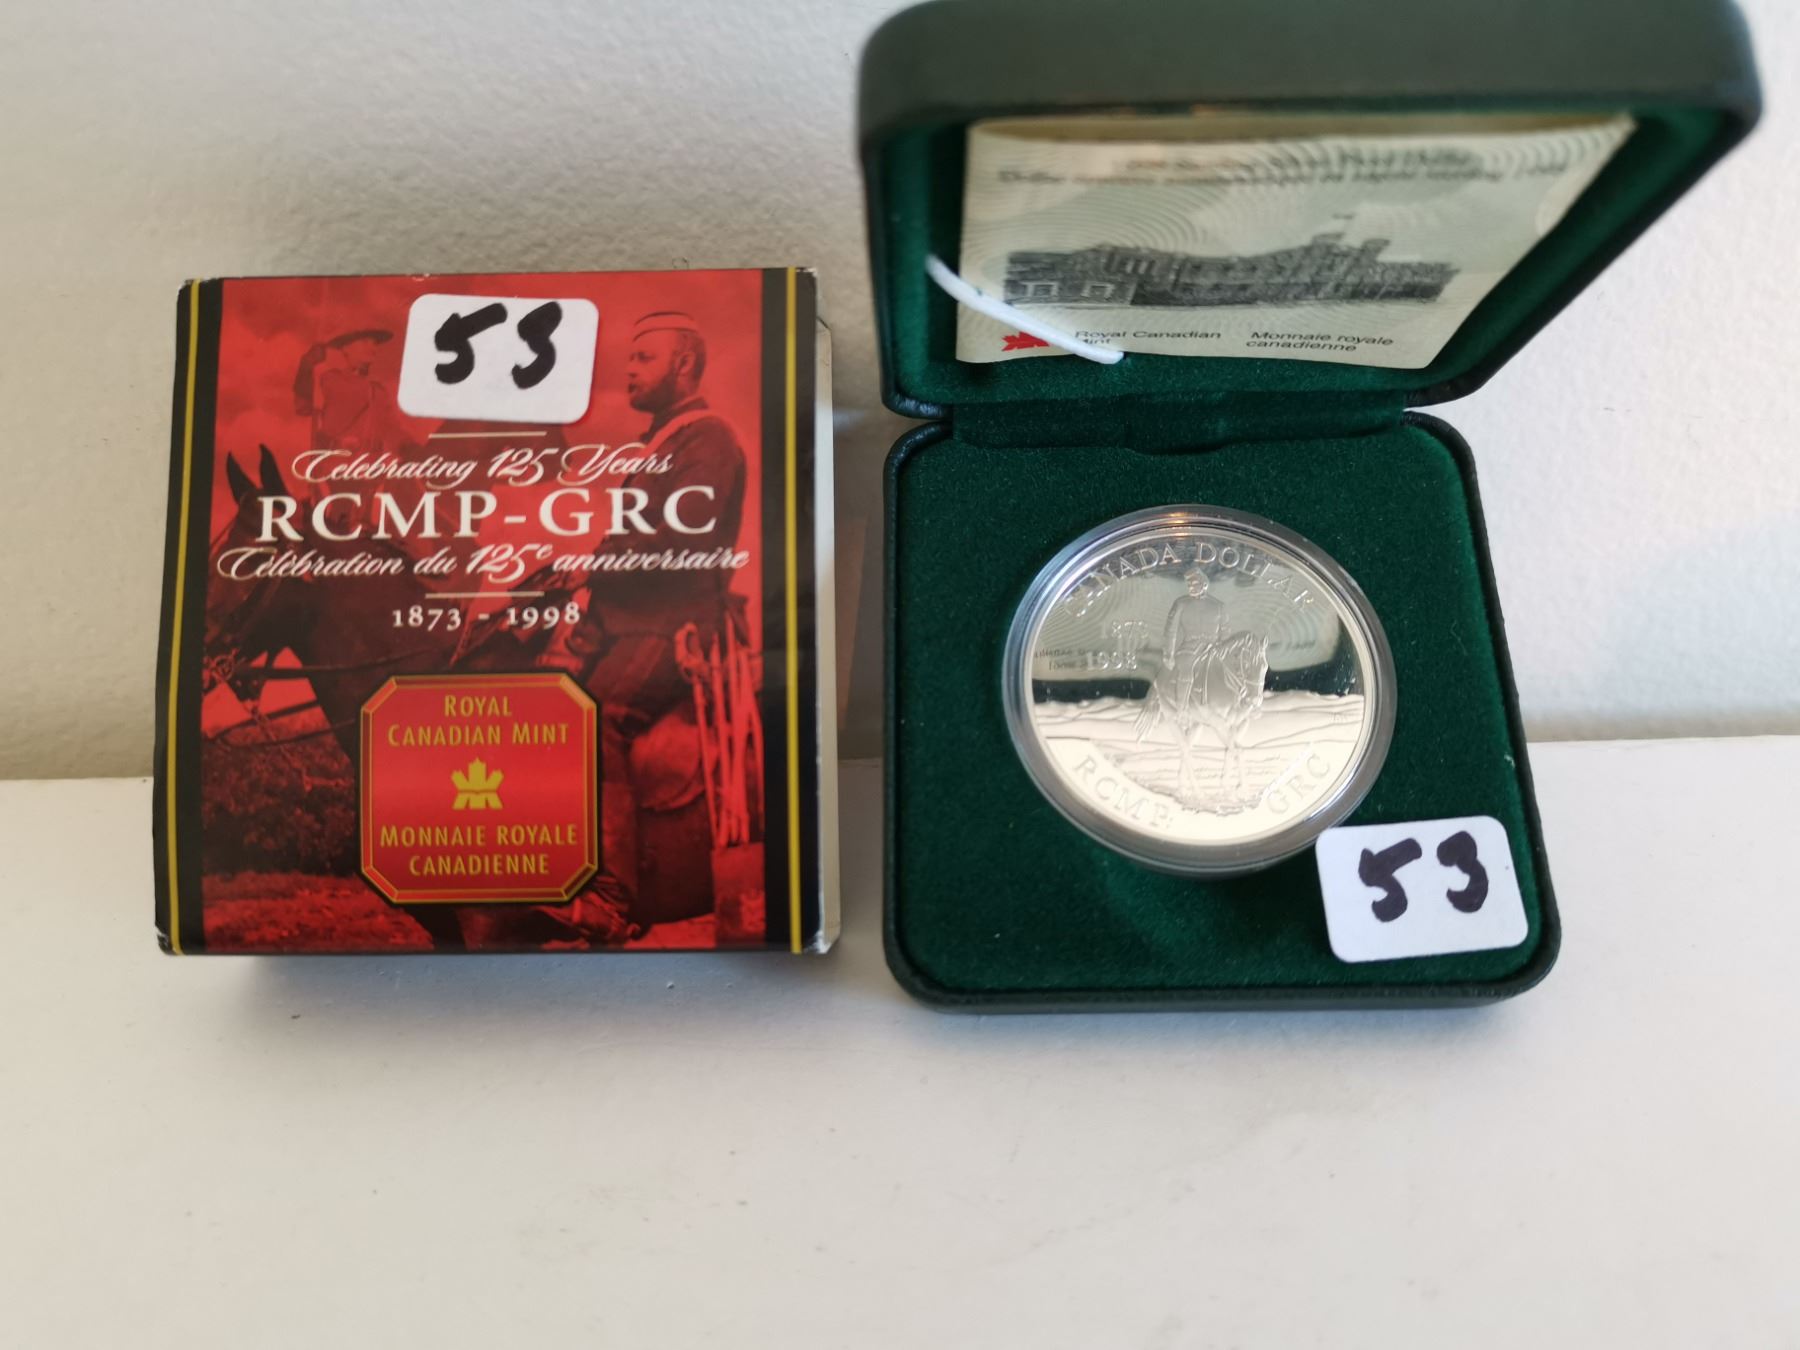 53
Celebrating 125 Years
RCMP-GRC
Célébration du 125e anniversaire
1873 - 1998
ROYAL
CANADIAN MINT
MONNAIE ROYALE
CANADIENNE
Royal Canadian
Mint
Monnaie royale
canadienne
CANADA DOLLAR
1873
1998
RCMP
GRC
53